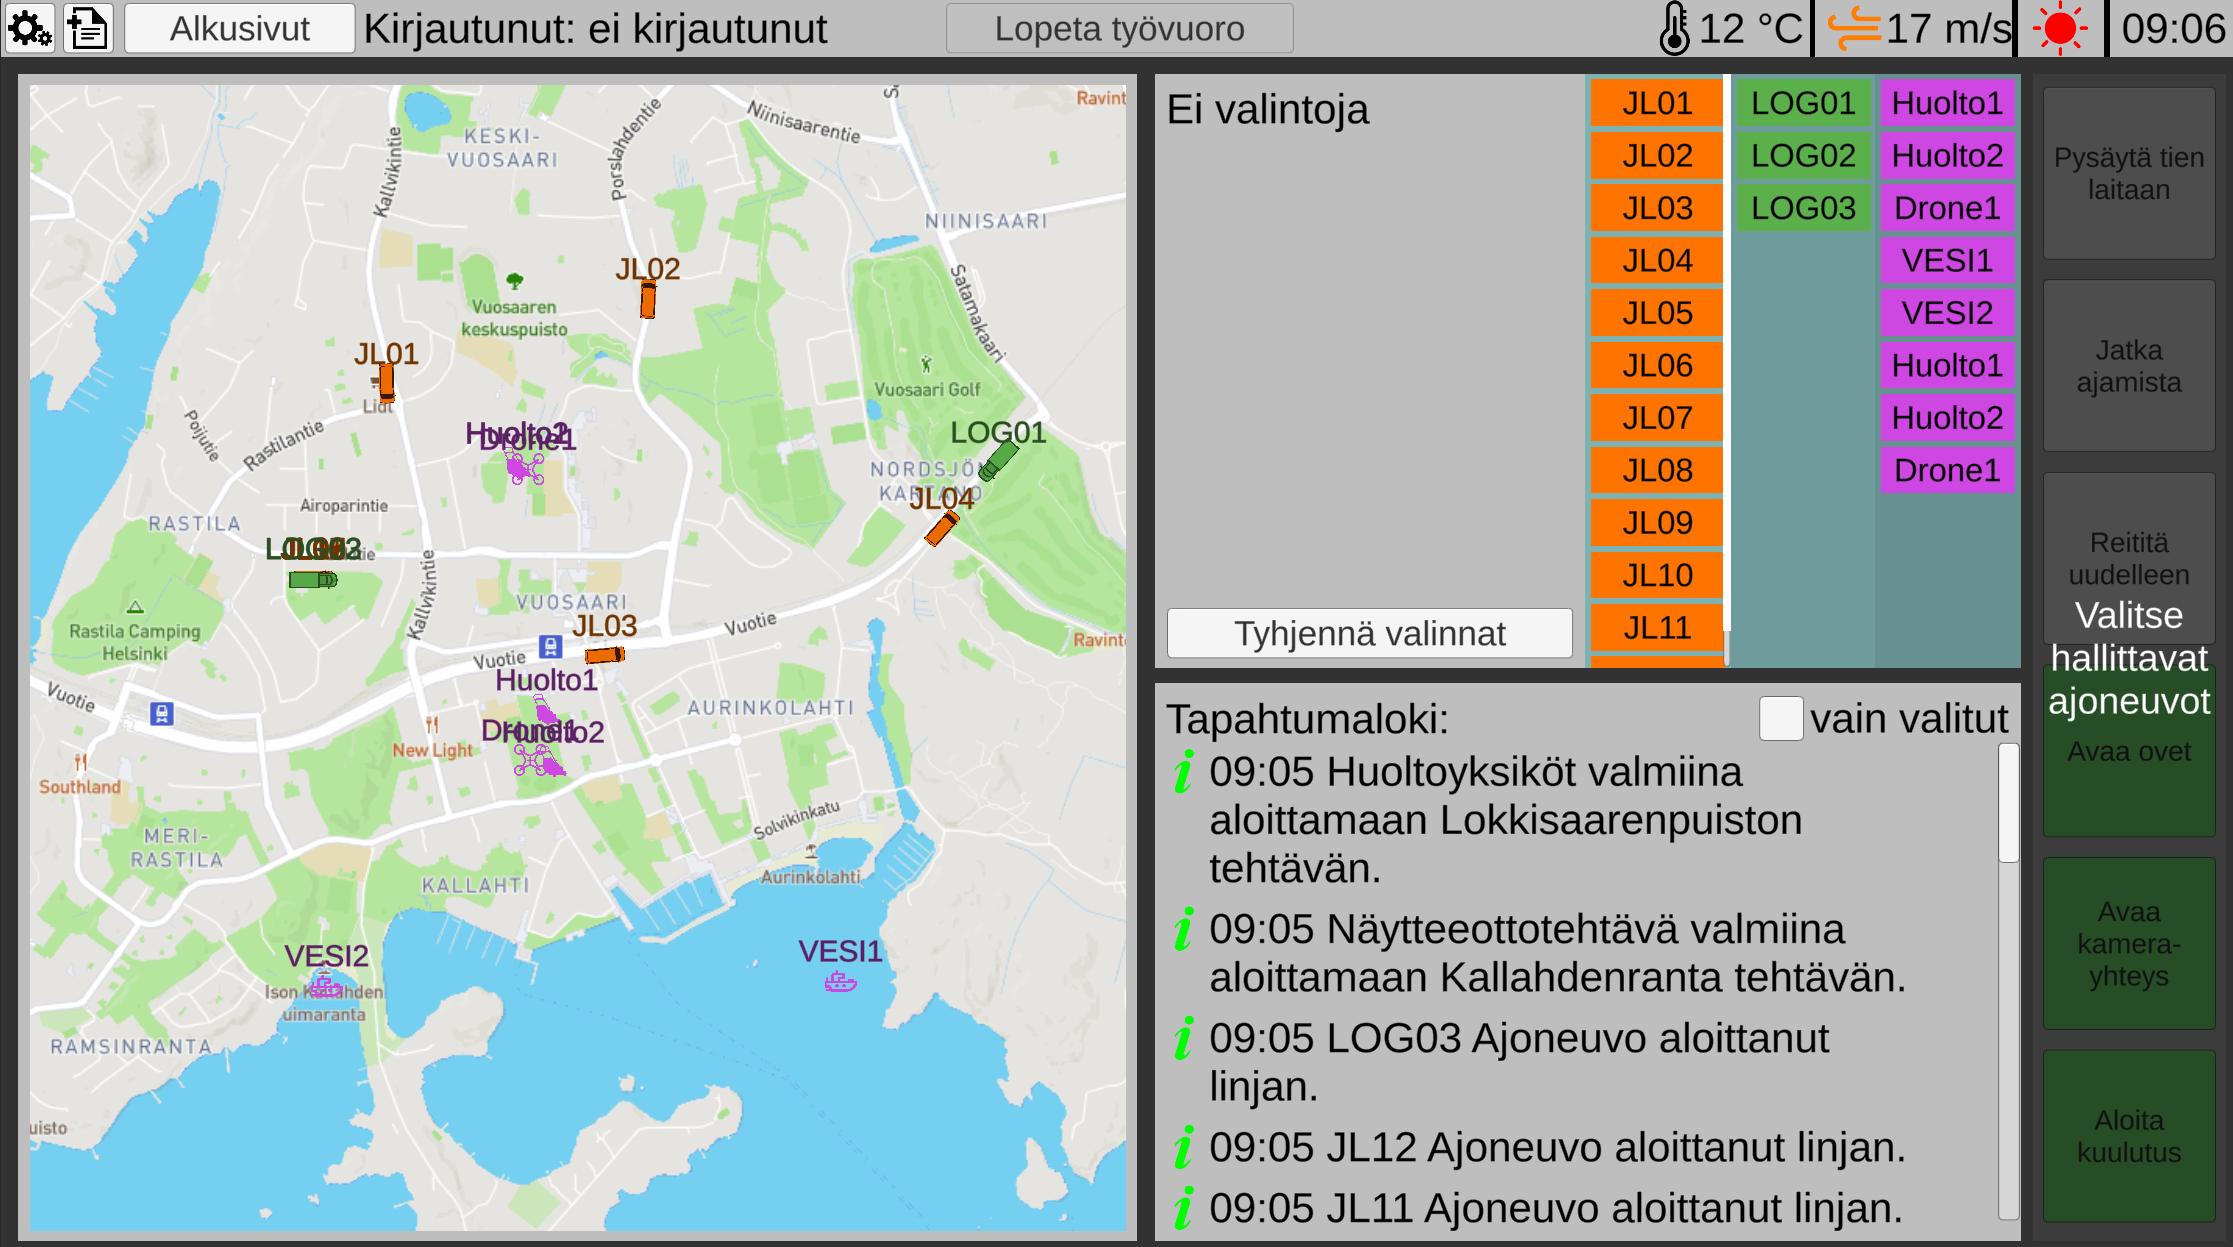 Alkusivut
Kirjautunut: ei kirjautunut
Lopeta työvuoro
12 °C
17 m/s
09:06
KESKI-
VUOSAARI
Kallvikintie
Porslahdentie
Niinisaarentie
Ravint
NIINISAARI
Satamakaari
JL02
Vuosaaren
keskuspuisto
JL01
Lidl
Vuosaari Golf
Poijutie
Rastilantie
Huolto2
Drone1
LOG01
NORDSJÖN
KARTANO
JL04
Airoparintie
RASTILA
Kallvikintie
VUOSAARI
JL03
Rastila Camping
Helsinki
Vuotie
Vuotie
Ravint
Huolto1
Vuotie
AURINKOLAHTI
Drone1
Huolto2
New Light
Southland
MERI-
RASTILA
Solvikinkatu
KALLAHTI
Aurinkolahti
VESI2
VESI1
Ison Kallahden
uimaranta
RAMSINRANTA
uisto
Ei valintoja
Tyhjennä valinnat
JL01
JL02
JL03
JL04
JL05
JL06
JL07
JL08
JL09
JL10
JL11
LOG01
LOG02
LOG03
Huolto1
Huolto2
Drone1
VESI1
VESI2
Huolto1
Huolto2
Drone1
Tapahtumaloki:
vain valitut
09:05 Huoltoyksiköt valmiina
aloittamaan Lokkisaarenpuiston
tehtävän.
09:05 Näytteeottotehtävä valmiina
aloittamaan Kallahdenranta tehtävän.
09:05 LOG03 Ajoneuvo aloittanut
linjan.
09:05 JL12 Ajoneuvo aloittanut linjan.
09:05 JL11 Ajoneuvo aloittanut linjan.
Pysäytä tien
laitaan
Jatka
ajamista
Reititä
uudelleen
Valitse
hallittavat
ajoneuvot
Avaa ovet
Avaa
kamera-
yhteys
Aloita
kuulutus